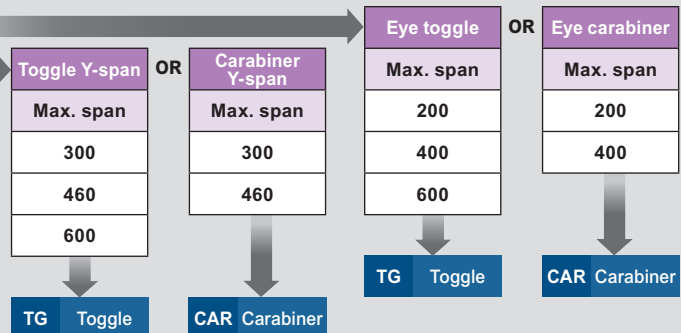 Eye toggle OR Eye carabiner
Toggle Y-span OR Carabiner
Y-span
Max. span Max. span
Max. span Max. span
200 200
300 300
400 400
460 460
600
600
TG Toggle CAR Carabiner
TG Toggle CAR Carabiner